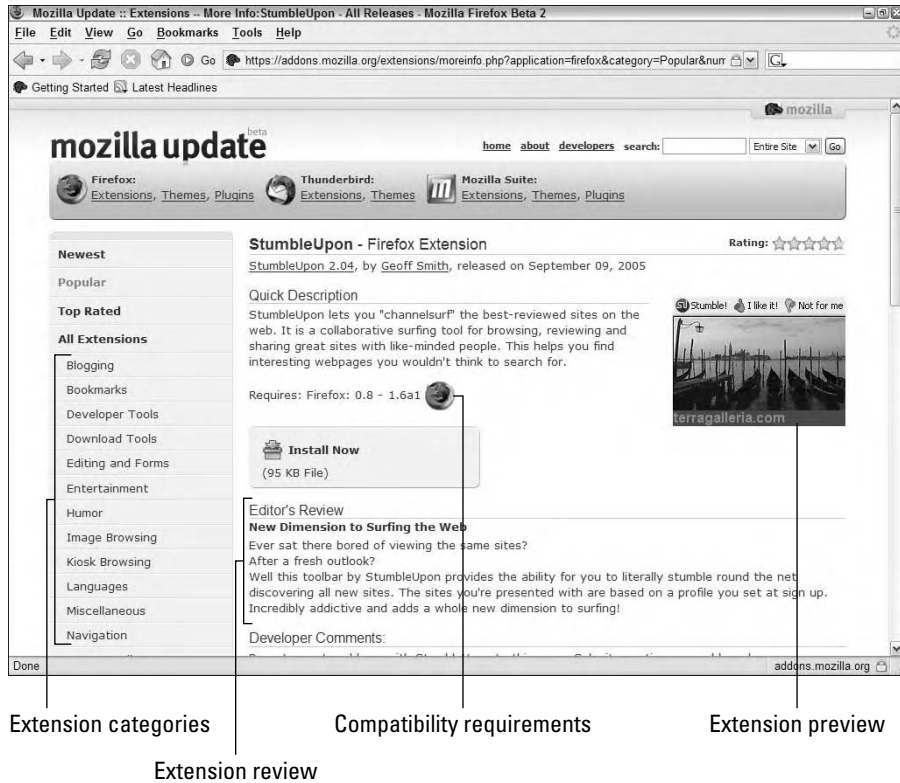 Mozilla Update :: Extensions -- More Info:StumbleUpon - All Releases - Mozilla Firefox Beta 2
File Edit View Go Bookmarks Tools Help
Go https://addons.mozilla.org/extensions/moreinfo.php?application=firefox&category=Popular&num G
Getting Started Latest Headlines
mozilla
mozilla update beta
home about developers search: Entire Site Go
Firefox: Thunderbird: Mozilla Suite:
Extensions, Themes, Plugins Extensions, Themes Extensions, Themes, Plugins
Newest
Popular
Top Rated
All Extensions
Blogging
Bookmarks
Developer Tools
Download Tools
Editing and Forms
Entertainment
Humor
Image Browsing
Kiosk Browsing
Languages
Miscellaneous
Navigation
StumbleUpon - Firefox Extension
Rating:
StumbleUpon 2.04, by Geoff Smith, released on September 09, 2005
Quick Description
StumbleUpon lets you "channelsurf" the best-reviewed sites on the
web. It is a collaborative surfing tool for browsing, reviewing and
sharing great sites with like-minded people. This helps you find
interesting webpages you wouldn't think to search for.
Stumble! I like it! Not for me
terragalleria.com
Requires: Firefox: 0.8 - 1.6a1
Install Now
(95 KB File)
Editor's Review
New Dimension to Surfing the Web
Ever sat there bored of viewing the same sites?
After a fresh outlook?
Well this toolbar by StumbleUpon provides the ability for you to literally stumble round the net
discovering all new sites. The sites you're presented with are based on a profile you set at sign up.
Incredibly addictive and adds a whole new dimension to surfing!
Developer Comments:
Done addons.mozilla.org
Extension categories
Compatibility requirements
Extension preview
Extension review